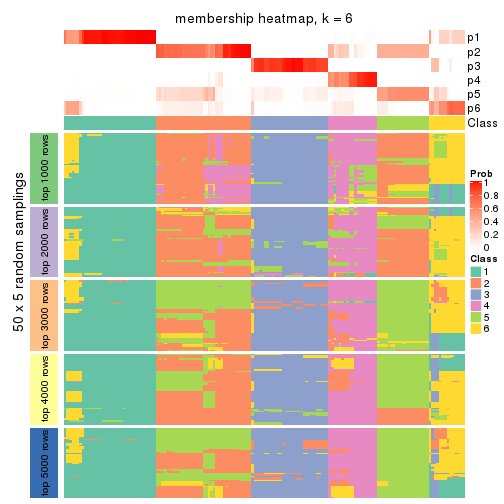 membership heatmap, k = 6
p1
p2
p3
p4
p5
p6
Class
50 x 5 random samplings
top 1000 rows
top 2000 rows
top 3000 rows
top 4000 rows
top 5000 rows
Prob
1
0.8
0.6
0.4
0.2
0
Class
1
2
3
4
5
6